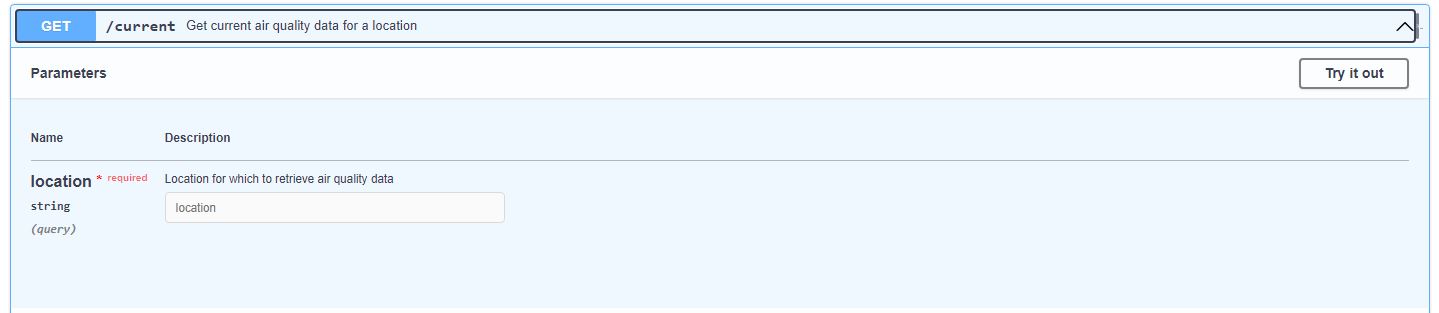 GET /current Get current air quality data for a location
Parameters Try it out
Name Description
location * required Location for which to retrieve air quality data
string location
(query)